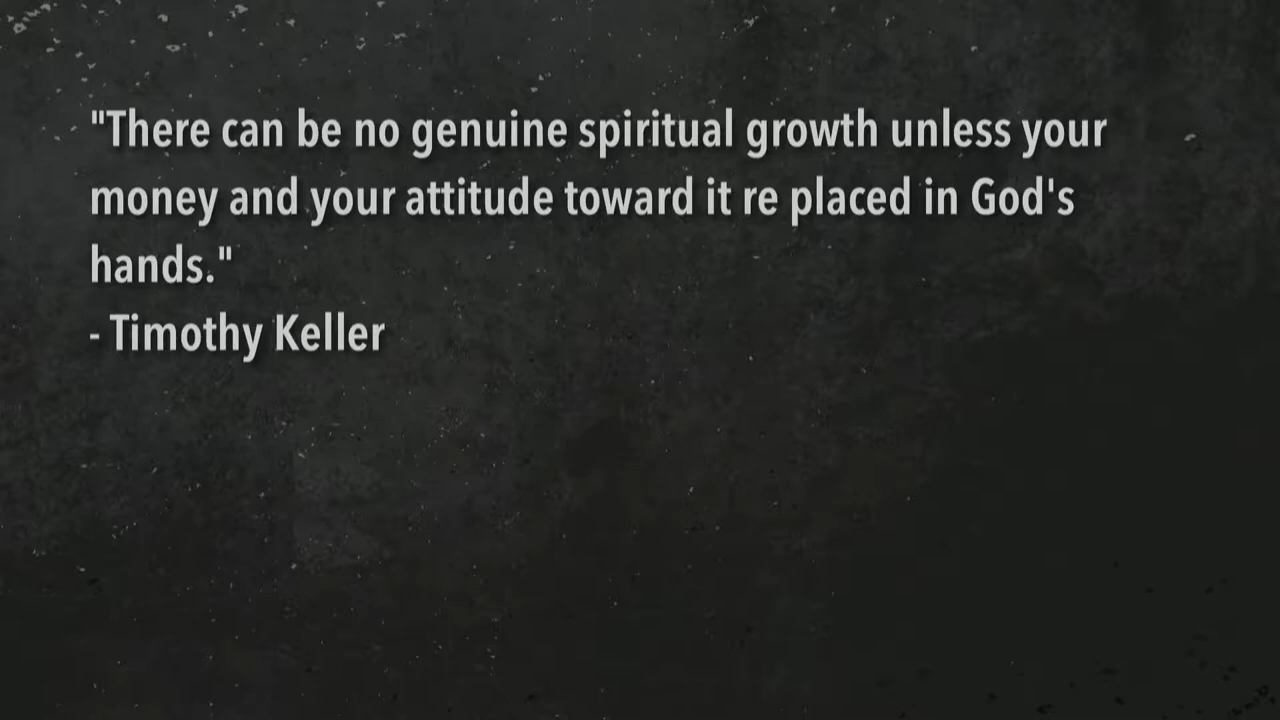 "There can be no genuine spiritual growth unless your
money and your attitude toward it re placed in God's
hands."
- Timothy Keller